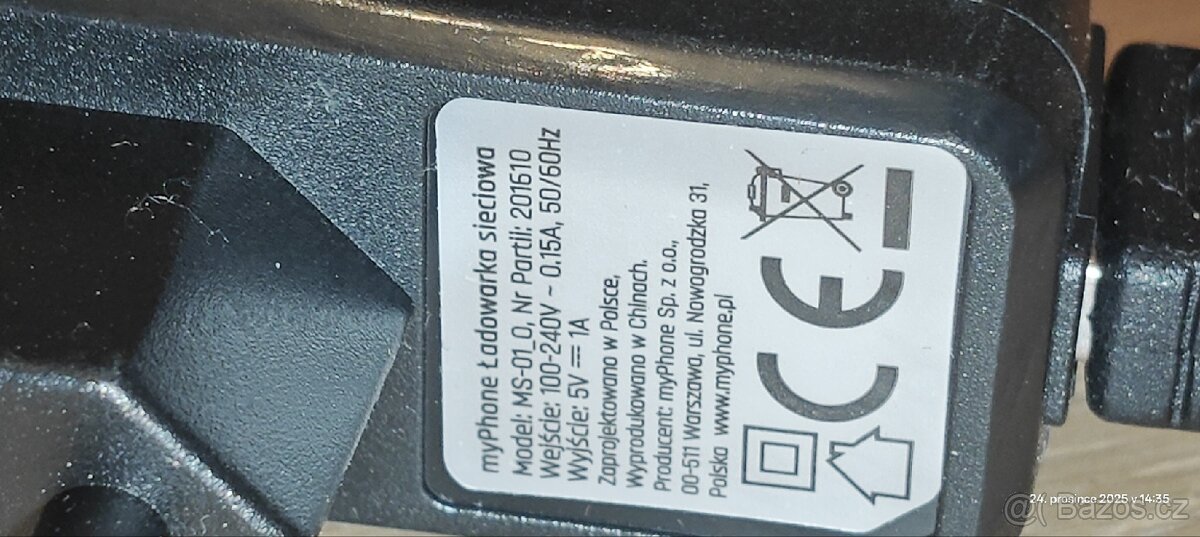 myPhone Ładowarka sieciowa
Model: MS-01_O, Nr Partii: 201610
Wejście: 100-240V ~ 0.15A, 50/60Hz
Wyjście: 5V ⎓ 1A
Zaprojektowano w Polsce,
Wyprodukowano w Chinach.
Producent: myPhone Sp. z o.o.,
00-511 Warszawa, ul. Nowogrodzka 31,
Polska www.myphone.pl
CE
24. prosince 2025 v 14:35
Bazoš.cz